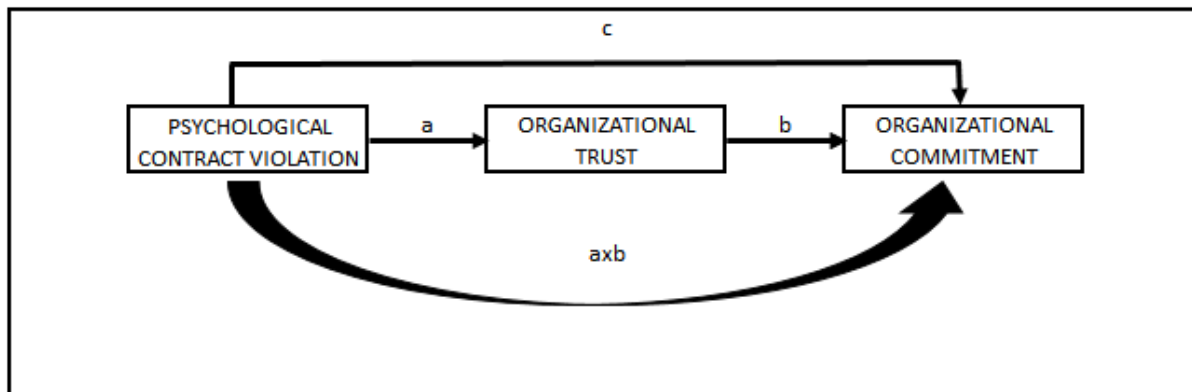 c
PSYCHOLOGICAL
CONTRACT VIOLATION
a
ORGANIZATIONAL
TRUST
b
ORGANIZATIONAL
COMMITMENT
axb